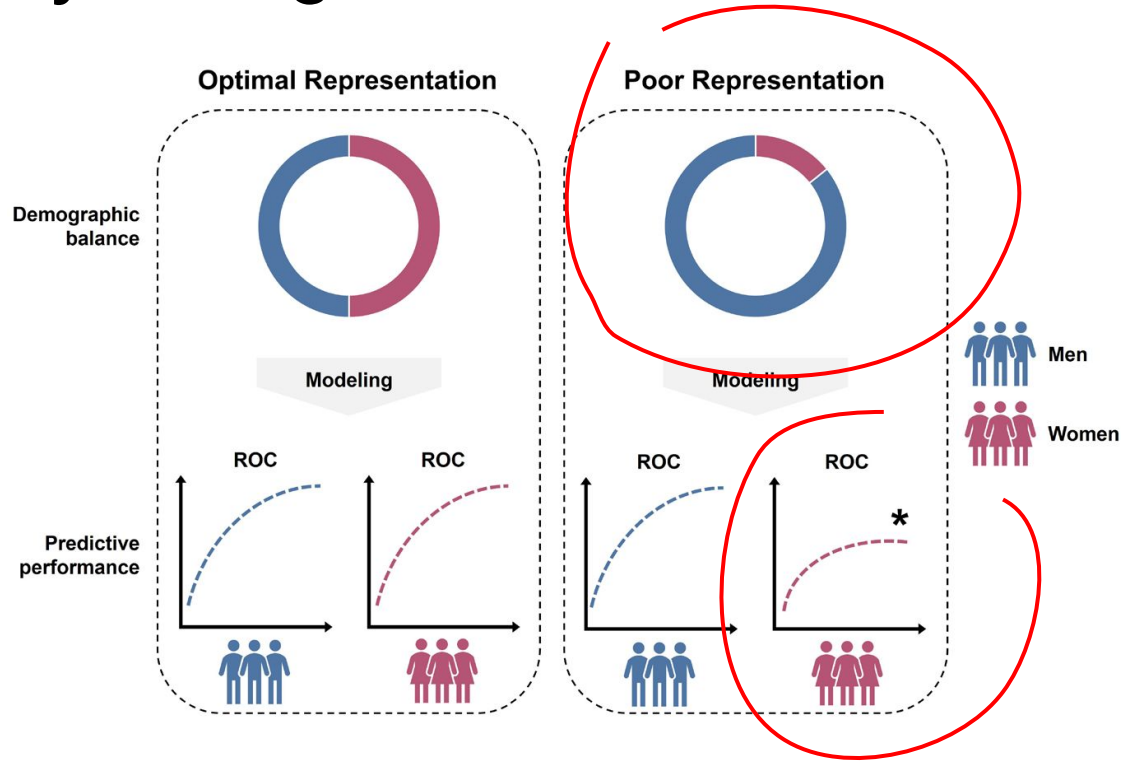 Optimal Representation
Poor Representation
Demographic
balance
Modeling
Modeling
Men
Women
ROC
ROC
ROC
ROC
*
Predictive
performance